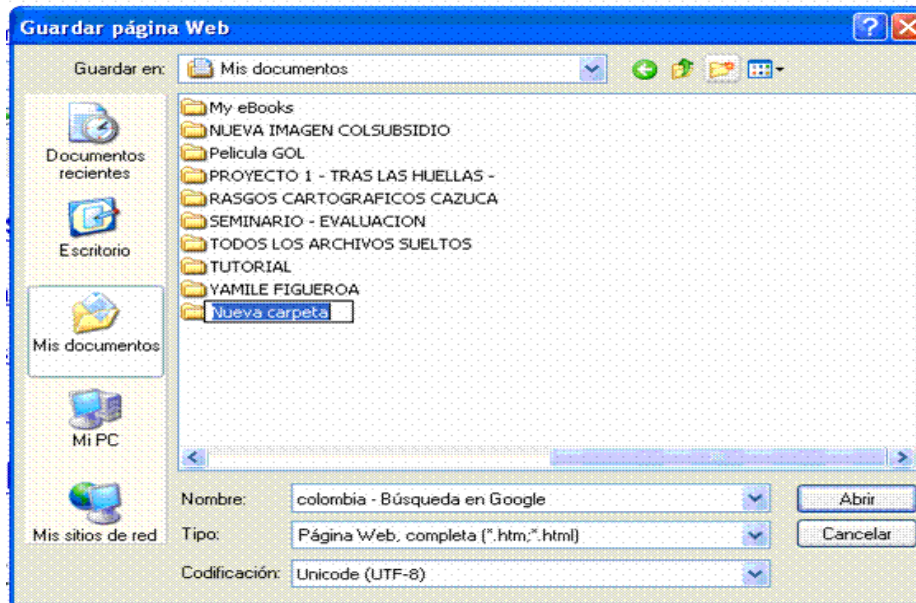 Guardar página Web
Guardar en: Mis documentos
My eBooks
NUEVA IMAGEN COLSUBSIDIO
Pelicula GOL
PROYECTO 1 - TRAS LAS HUELLAS -
RASGOS CARTOGRAFICOS CAZUCA
SEMINARIO - EVALUACION
TODOS LOS ARCHIVOS SUELTOS
TUTORIAL
YAMILE FIGUEROA
Nueva carpeta
Documentos
recientes
Escritorio
Mis documentos
Mi PC
Mis sitios de red
Nombre: colombia - Búsqueda en Google Abrir
Tipo: Página Web, completa (*.htm;*.html) Cancelar
Codificación: Unicode (UTF-8)